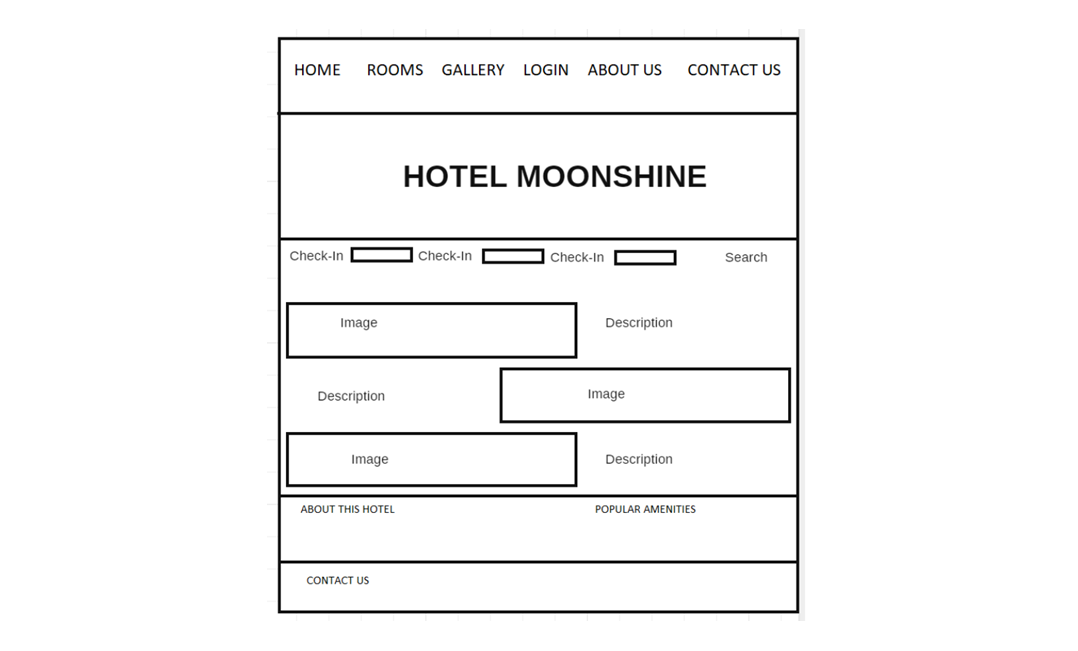 HOME ROOMS GALLERY LOGIN ABOUT US CONTACT US
HOTEL MOONSHINE
Check-In Check-In Check-In Search
Image Description
Description Image
Image Description
ABOUT THIS HOTEL POPULAR AMENITIES
CONTACT US